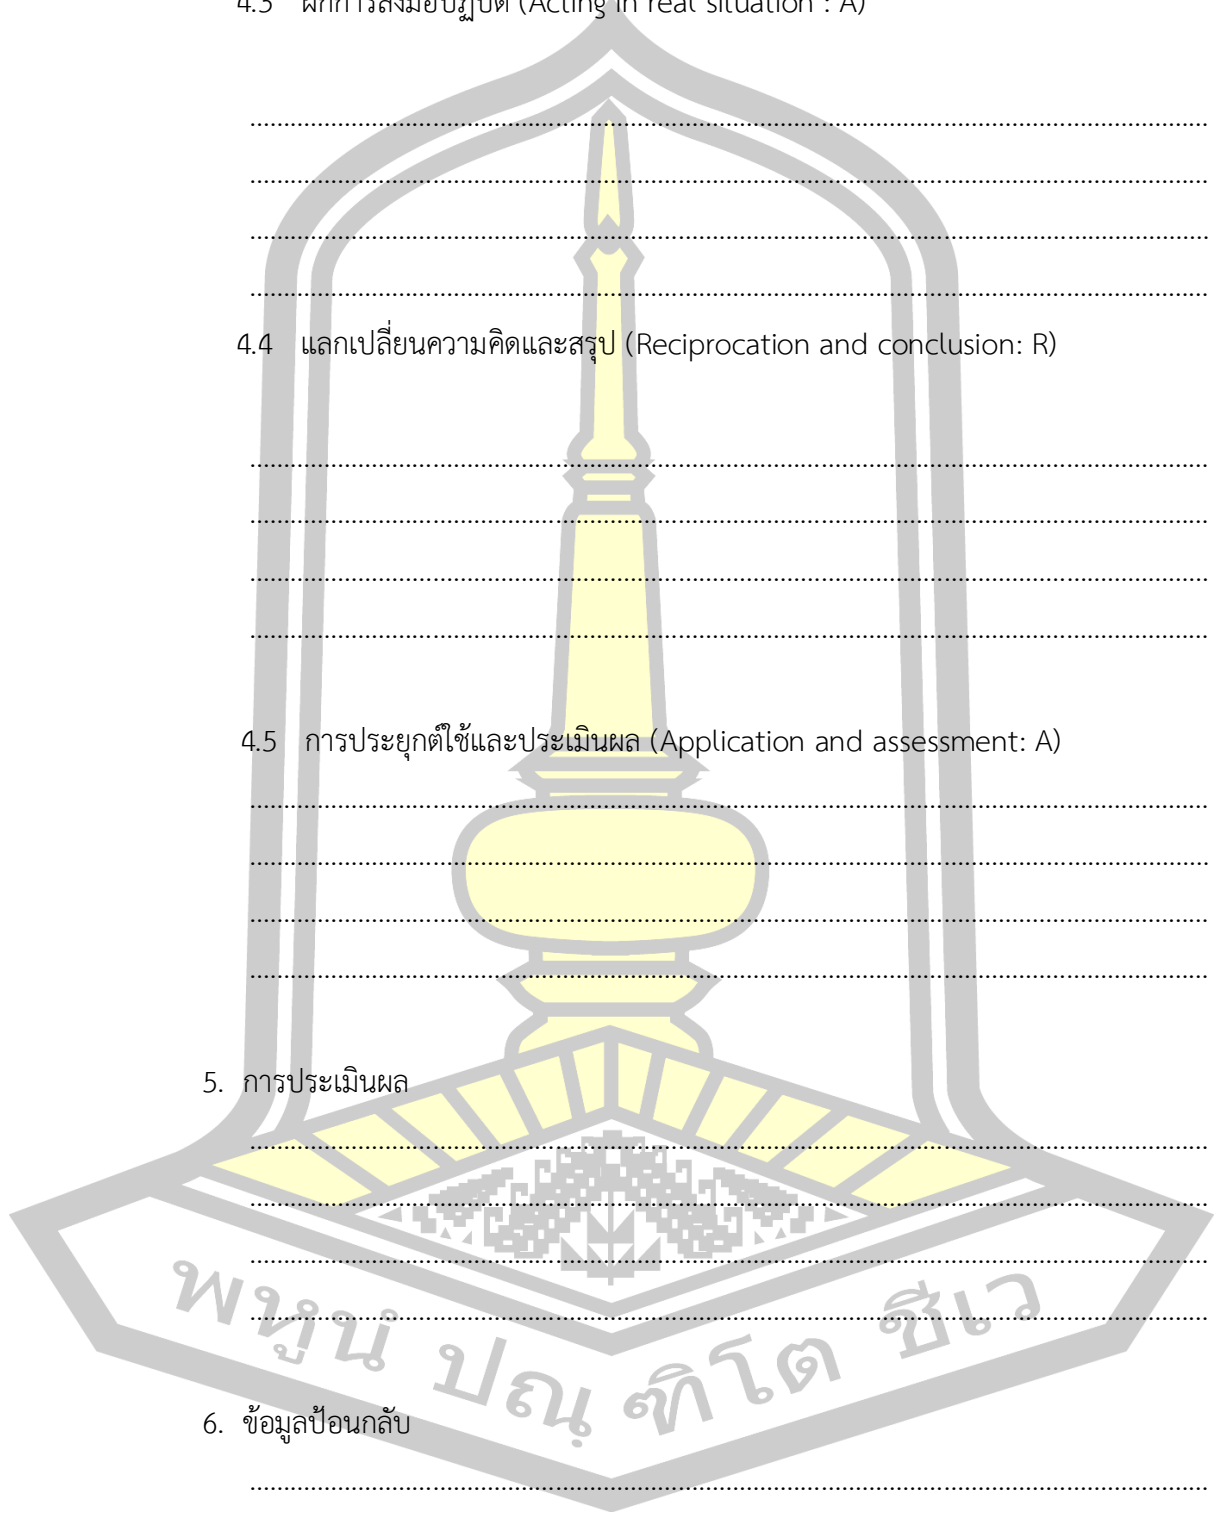 4.3 ฝึกการลงมือปฏิบัติ (Acting in real situation : A)
................................................................................
................................................................................
................................................................................
................................................................................
4.4 แลกเปลี่ยนความคิดและสรุป (Reciprocation and conclusion: R)
................................................................................
................................................................................
................................................................................
................................................................................
4.5 การประยุกต์ใช้และประเมินผล (Application and assessment: A)
................................................................................
................................................................................
................................................................................
................................................................................
5. การประเมินผล
................................................................................
................................................................................
................................................................................
................................................................................
พหูนํ ปณฺฑิโต ชีเว
6. ข้อมูลป้อนกลับ
................................................................................